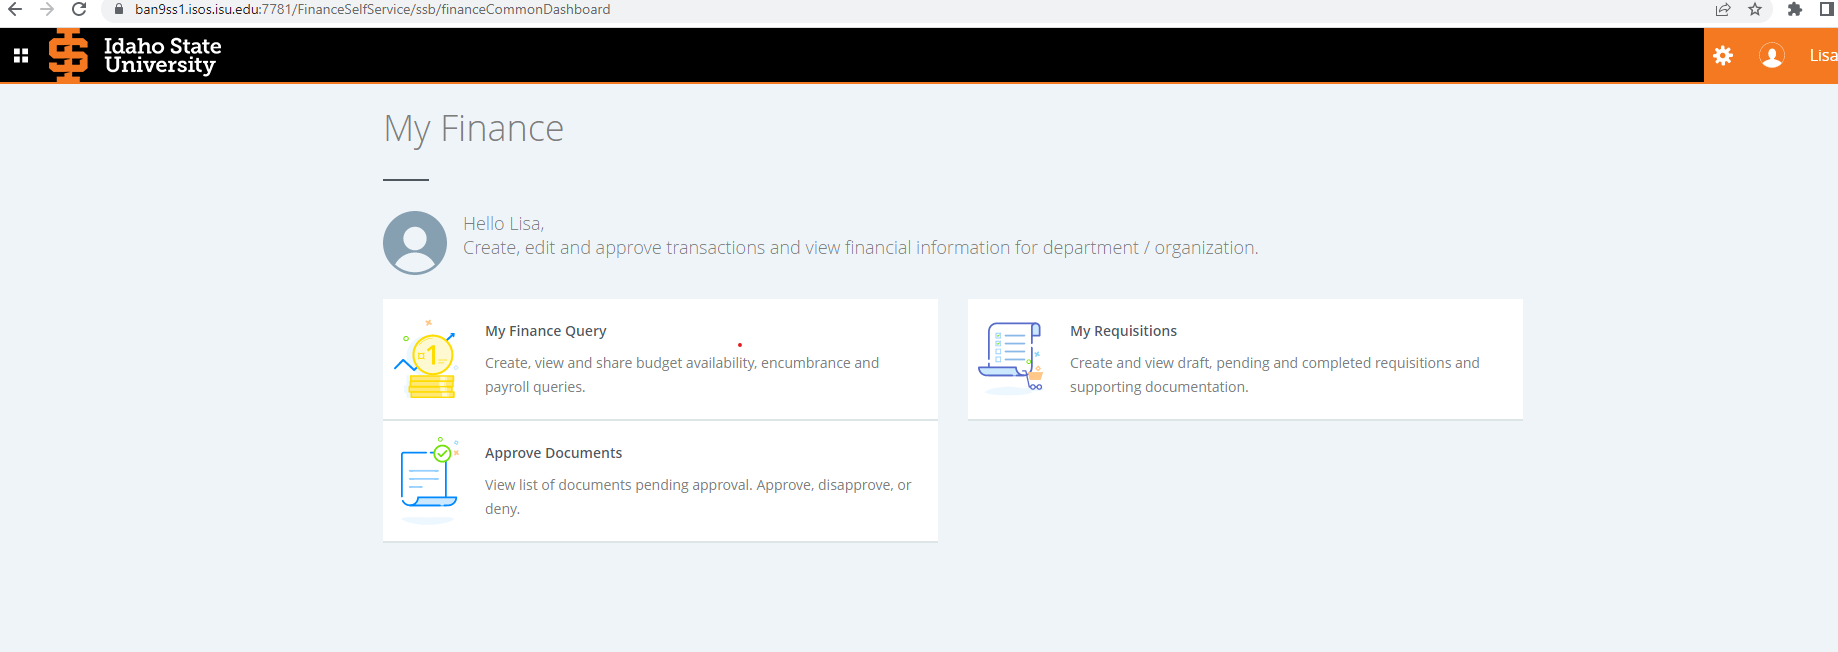 ban9ss1.isos.isu.edu:7781/FinanceSelfService/ssb/financeCommonDashboard
Idaho State
University
Lisa
My Finance
Hello Lisa,
Create, edit and approve transactions and view financial information for department / organization.
1
My Finance Query
Create, view and share budget availability, encumbrance and
payroll queries.
My Requisitions
Create and view draft, pending and completed requisitions and
supporting documentation.
Approve Documents
View list of documents pending approval. Approve, disapprove, or
deny.